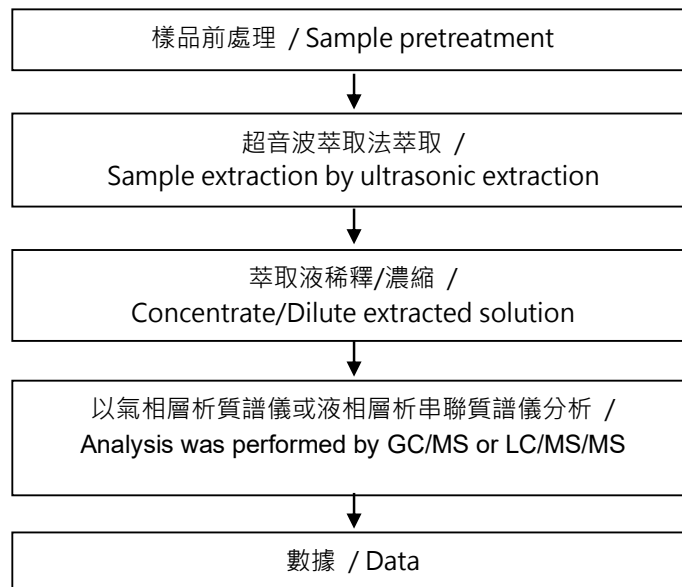 樣品前處理 / Sample pretreatment
超音波萃取法萃取 /
Sample extraction by ultrasonic extraction
萃取液稀釋/濃縮 /
Concentrate/Dilute extracted solution
以氣相層析質譜儀或液相層析串聯質譜儀分析 /
Analysis was performed by GC/MS or LC/MS/MS
數據 / Data